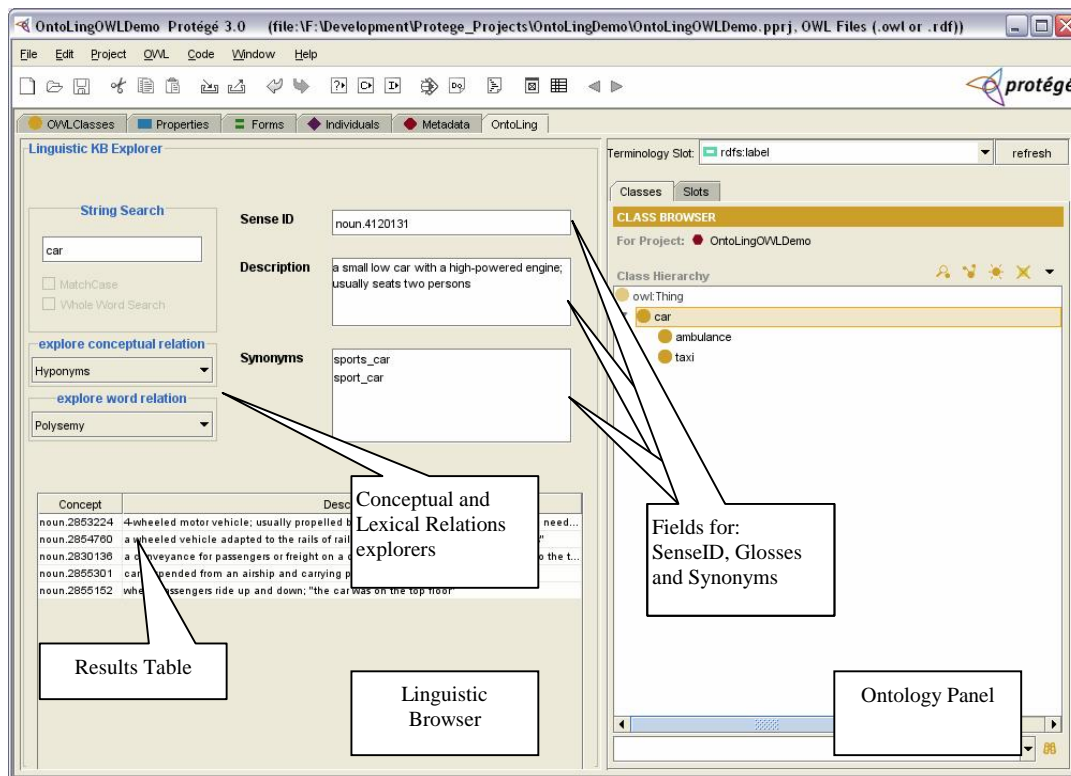 OntoLingOWLDemo Protégé 3.0 (file:\F:\Development\Protege_Projects\OntoLingDemo\OntoLingOWLDemo.pprj, OWL Files (.owl or .rdf))
File Edit Project OWL Code Window Help
protégé
OWLClasses Properties Forms Individuals Metadata OntoLing
Linguistic KB Explorer
String Search
car
MatchCase
Whole Word Search
explore conceptual relation
Hyponyms
explore word relation
Polysemy
Sense ID
noun.4120131
Description
a small low car with a high-powered engine;
usually seats two persons
Synonyms
sports_car
sport_car
Concept
noun.2853224 4-wheeled motor vehicle; usually propelled need...
noun.2854760 a wheeled vehicle adapted to the rails of
noun.2830136 a conveyance for passengers or freight on a the t...
noun.2855301 suspended from an airship and carrying
noun.2855152 where passengers ride up and down; "the car was on the top floor"
Conceptual and
Lexical Relations
explorers
Results Table
Linguistic
Browser
Terminology Slot: rdfs:label refresh
Classes Slots
CLASS BROWSER
For Project: OntoLingOWLDemo
Class Hierarchy
owl:Thing
car
ambulance
taxi
Fields for:
SenseID, Glosses
and Synonyms
Ontology Panel